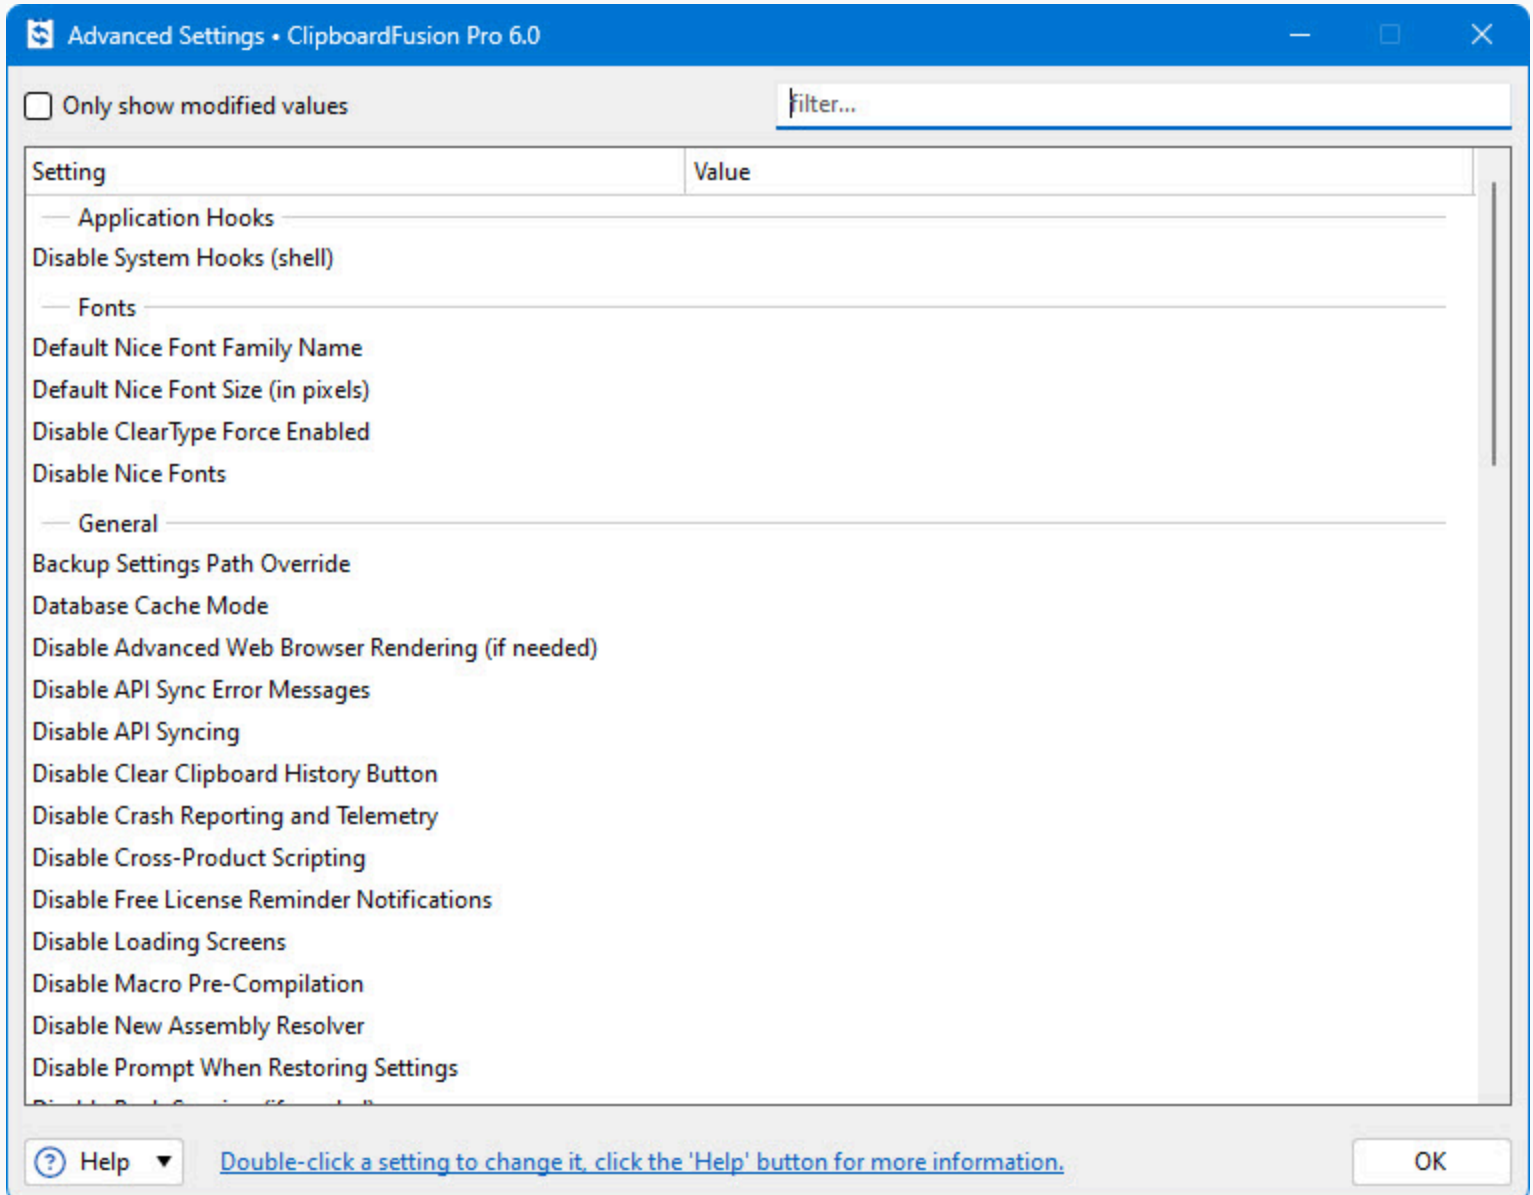 Advanced Settings • ClipboardFusion Pro 6.0
Only show modified values
filter...
Setting Value
Application Hooks
Disable System Hooks (shell)
Fonts
Default Nice Font Family Name
Default Nice Font Size (in pixels)
Disable ClearType Force Enabled
Disable Nice Fonts
General
Backup Settings Path Override
Database Cache Mode
Disable Advanced Web Browser Rendering (if needed)
Disable API Sync Error Messages
Disable API Syncing
Disable Clear Clipboard History Button
Disable Crash Reporting and Telemetry
Disable Cross-Product Scripting
Disable Free License Reminder Notifications
Disable Loading Screens
Disable Macro Pre-Compilation
Disable New Assembly Resolver
Disable Prompt When Restoring Settings
Help Double-click a setting to change it, click the 'Help' button for more information. OK